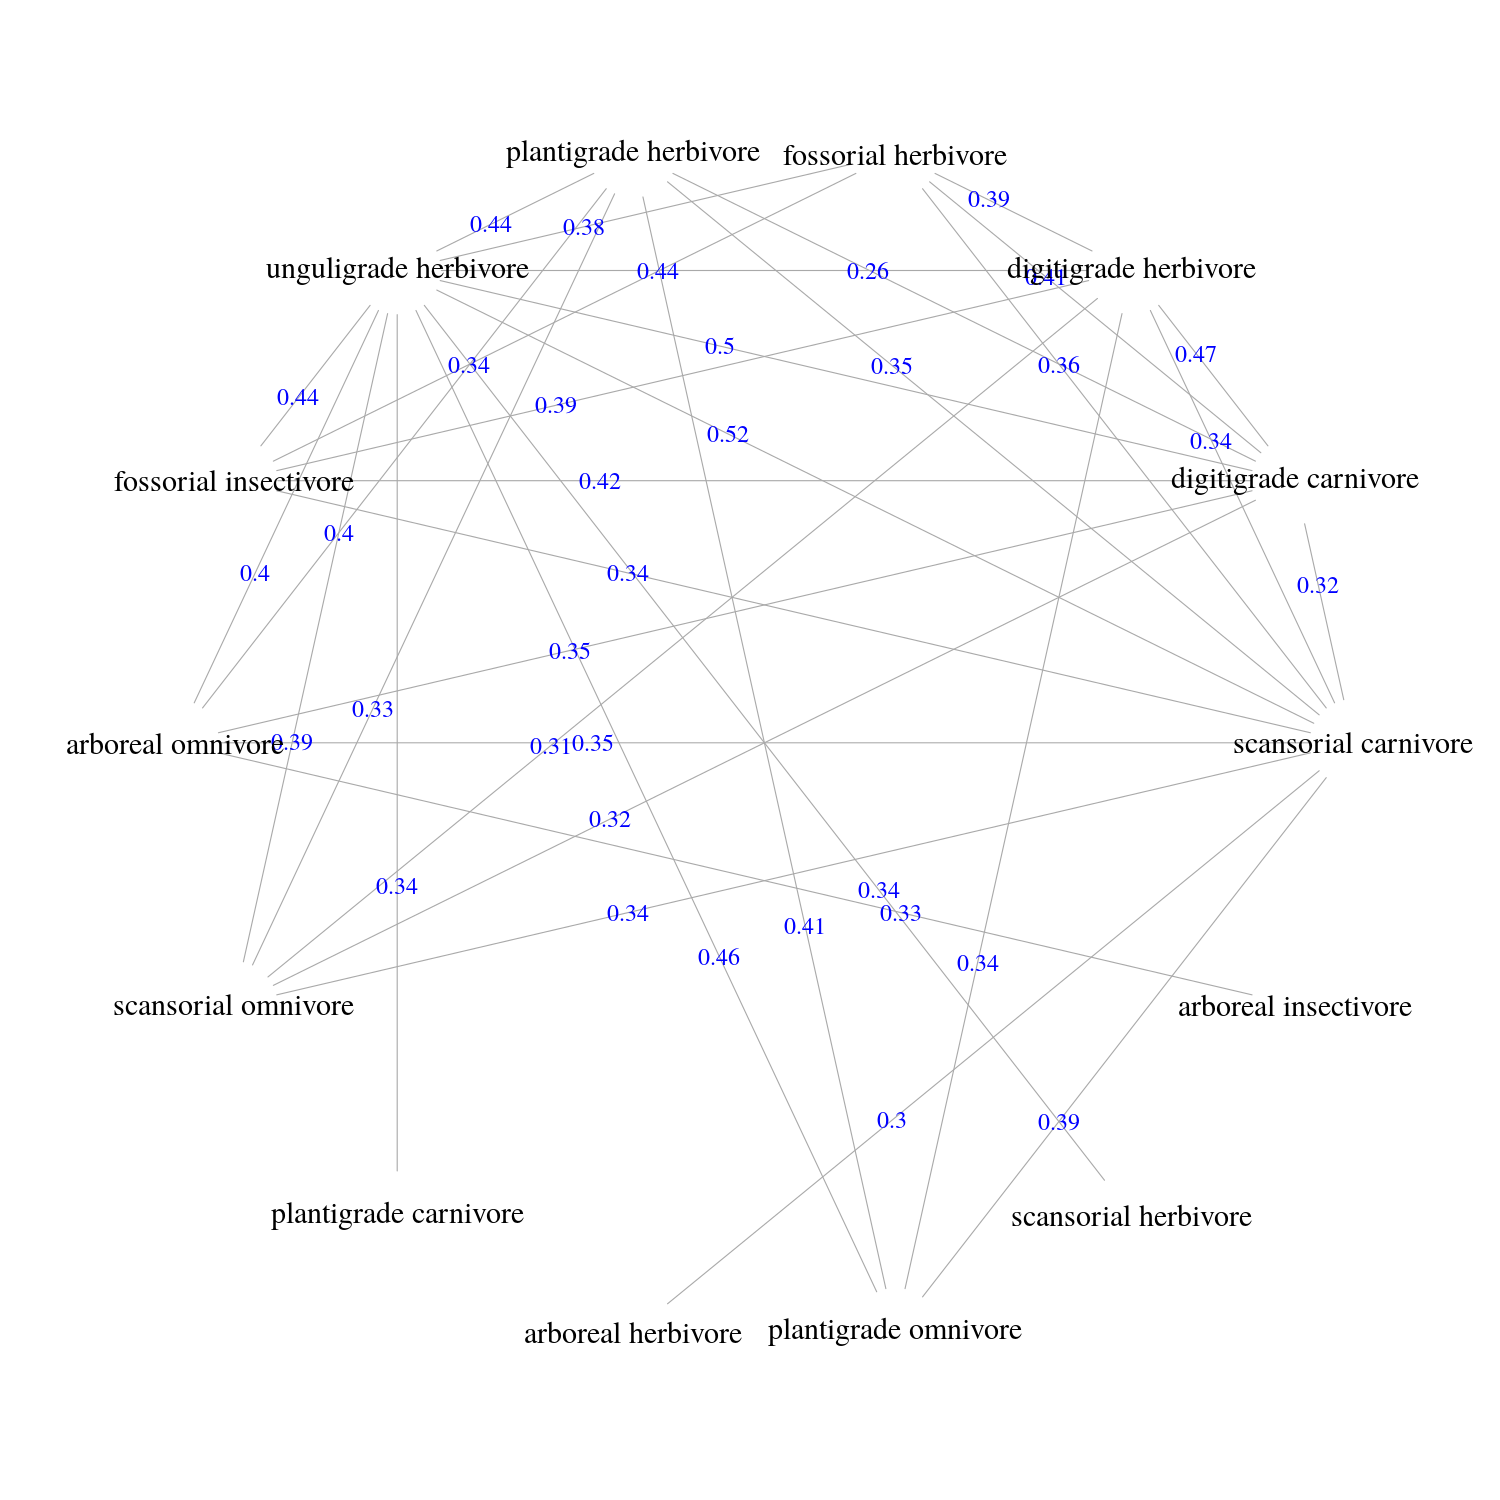 plantigrade herbivore
fossorial herbivore
0.39
0.44
0.38
unguligrade herbivore
0.44
0.26
digitigrade herbivore
0.41
0.5
0.47
0.34
0.35
0.36
0.44
0.39
0.52
0.34
fossorial insectivore
0.42
digitigrade carnivore
0.4
0.4
0.34
0.32
0.35
0.33
arboreal omnivore
0.39
0.31
0.35
scansorial carnivore
0.32
0.34
0.34
0.34
0.33
0.41
0.46
0.34
scansorial omnivore
arboreal insectivore
0.3
0.39
plantigrade carnivore
scansorial herbivore
arboreal herbivore
plantigrade omnivore